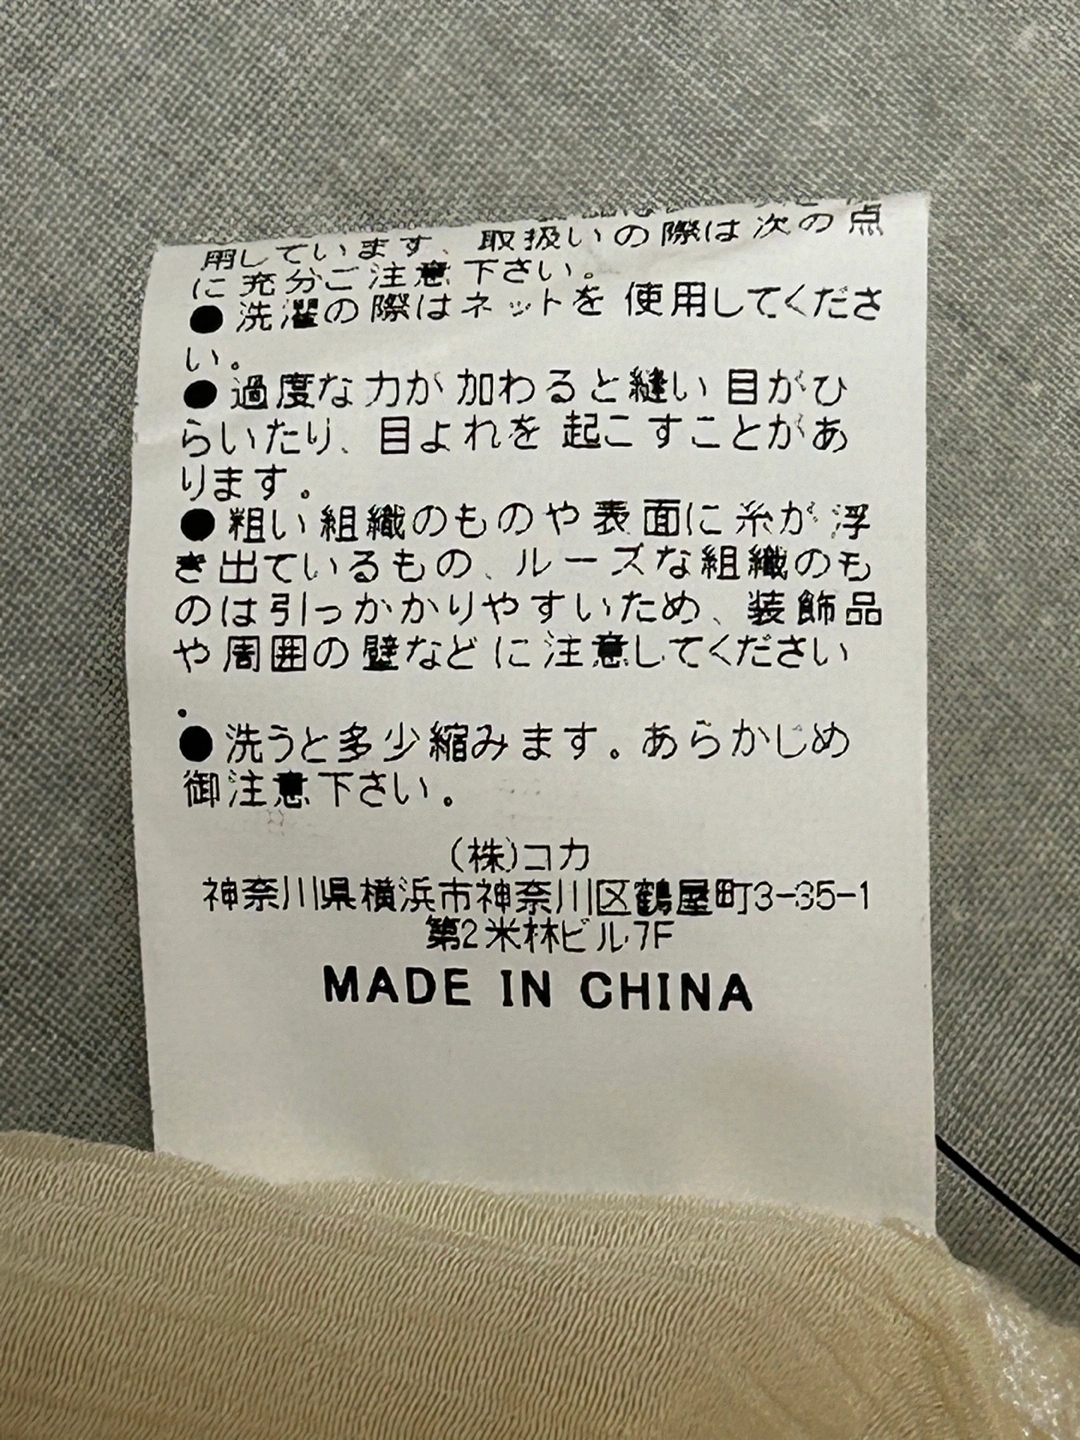 用しています、取扱いの際は次の点
に充分ご注意下さい。
●洗濯の際はネットを使用してくださ
い。
●過度な力が加わると縫い目がひ
らいたり、目よれを起こすことがあ
ります。
●粗い組織のものや表面に糸が浮
き出ているもの、ルーズな組織のも
のは引っかかりやすいため、装飾品
や周囲の壁などに注意してください
.
●洗うと多少縮みます。あらかじめ
御注意下さい。
(株)コカ
神奈川県横浜市神奈川区鶴屋町3-35-1
第2米林ビル7F
MADE IN CHINA